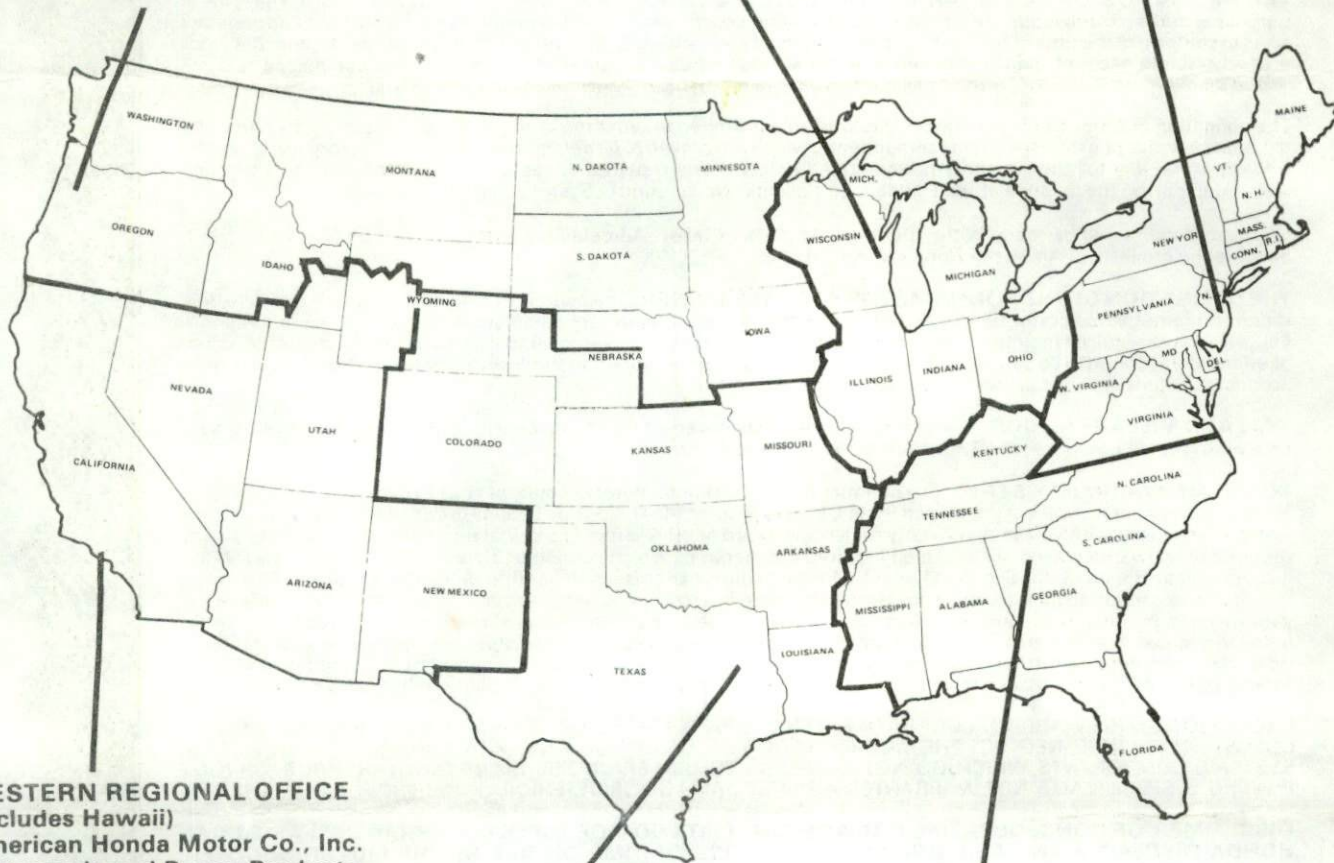 WASHINGTON
MONTANA
N. DAKOTA
MINNESOTA
MICH.
MAINE
VT.
N. H.
OREGON
IDAHO
S. DAKOTA
WISCONSIN
MICHIGAN
NEW YOR
MASS.
CONN.
R.I.
WYOMING
IOWA
PENNSYLVANIA
N.J.
NEVADA
NEBRASKA
ILLINOIS
INDIANA
OHIO
MD
DEL.
W. VIRGINIA
VIRGINIA
UTAH
COLORADO
KANSAS
MISSOURI
KENTUCKY
CALIFORNIA
N. CAROLINA
TENNESSEE
ARIZONA
NEW MEXICO
OKLAHOMA
ARKANSAS
S. CAROLINA
MISSISSIPPI
ALABAMA
GEORGIA
TEXAS
LOUISIANA
FLORIDA
ESTERN REGIONAL OFFICE
cludes Hawaii)
merican Honda Motor Co., Inc.